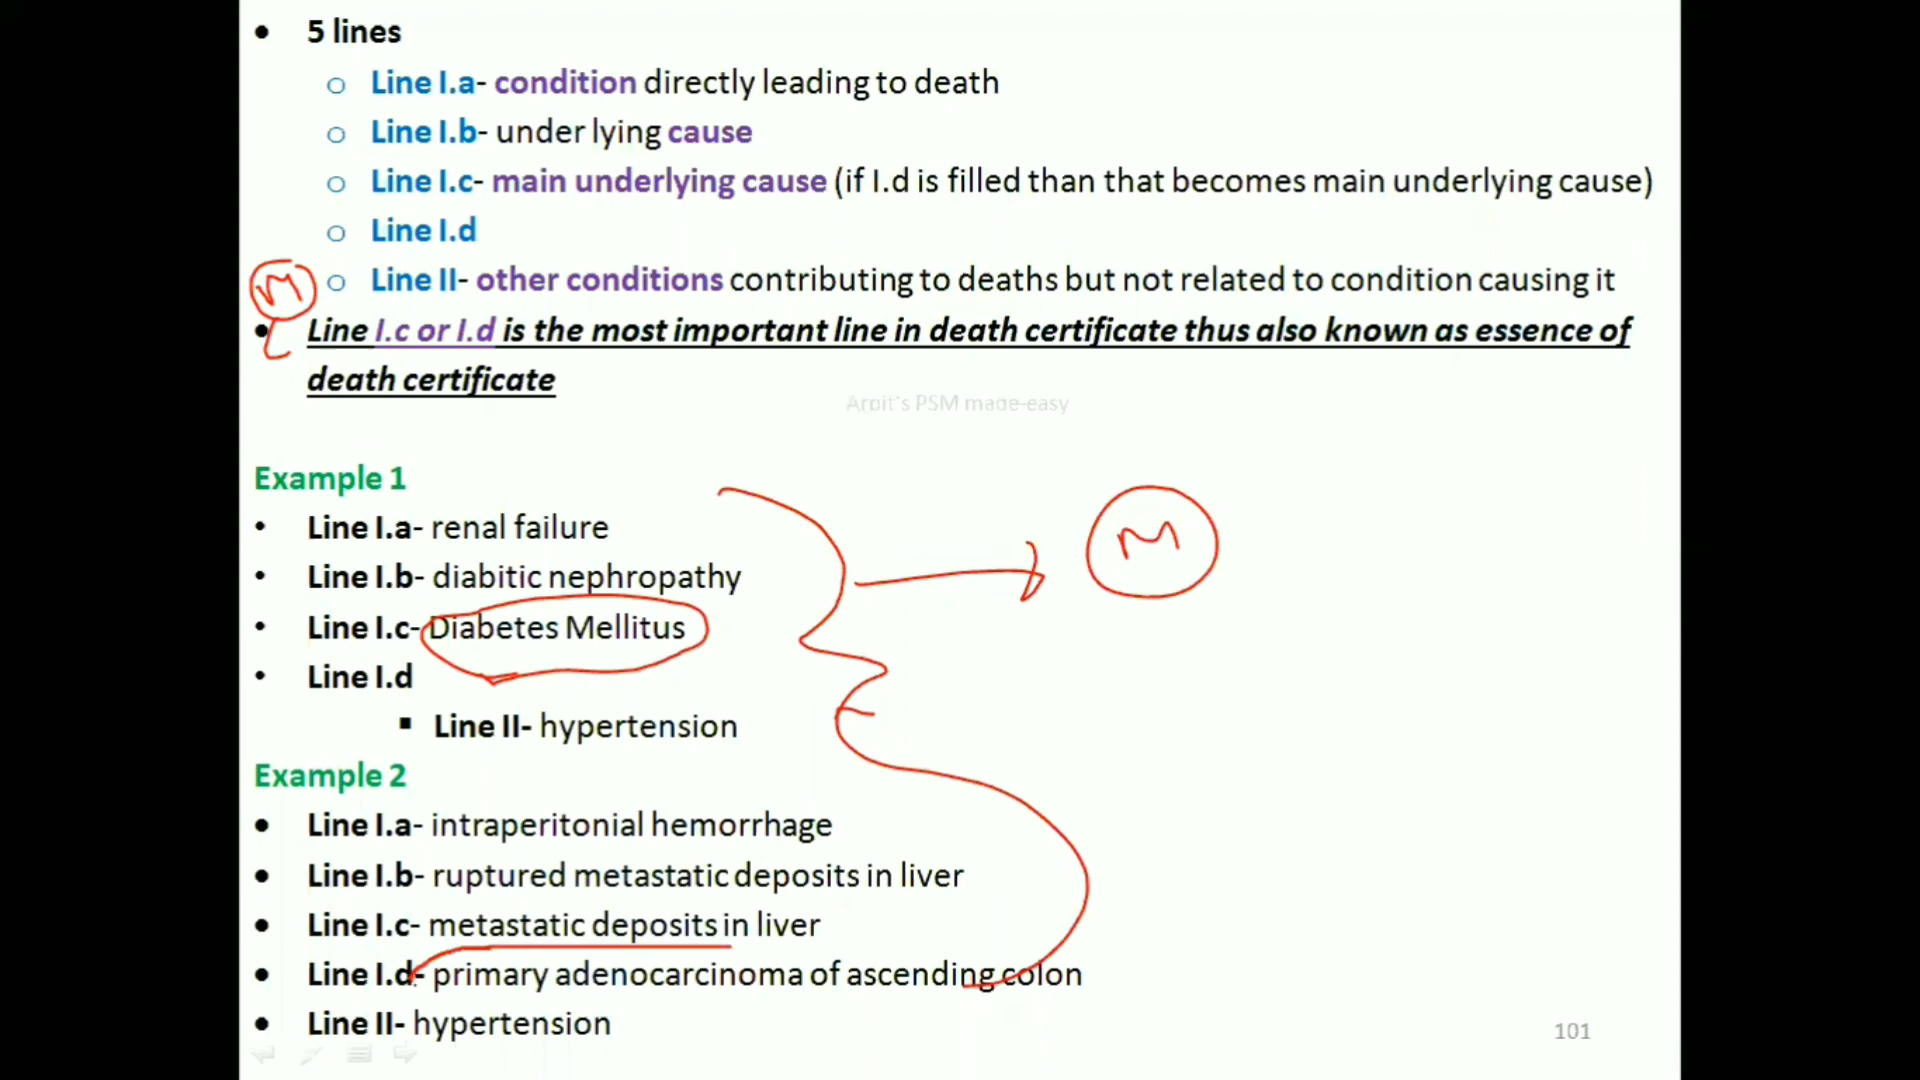 • 5 lines
o Line I.a- condition directly leading to death
o Line I.b- under lying cause
o Line I.c- main underlying cause (if I.d is filled than that becomes main underlying cause)
o Line I.d
M
o Line II- other conditions contributing to deaths but not related to condition causing it
• Line I.c or I.d is the most important line in death certificate thus also known as essence of
death certificate
Arpit's PSM made-easy
Example 1
• Line I.a- renal failure
M
• Line I.b- diabitic nephropathy
• Line I.c- Diabetes Mellitus
• Line I.d
▪ Line II- hypertension
Example 2
• Line I.a- intraperitonial hemorrhage
• Line I.b- ruptured metastatic deposits in liver
• Line I.c- metastatic deposits in liver
• Line I.d- primary adenocarcinoma of ascending colon
• Line II- hypertension
101